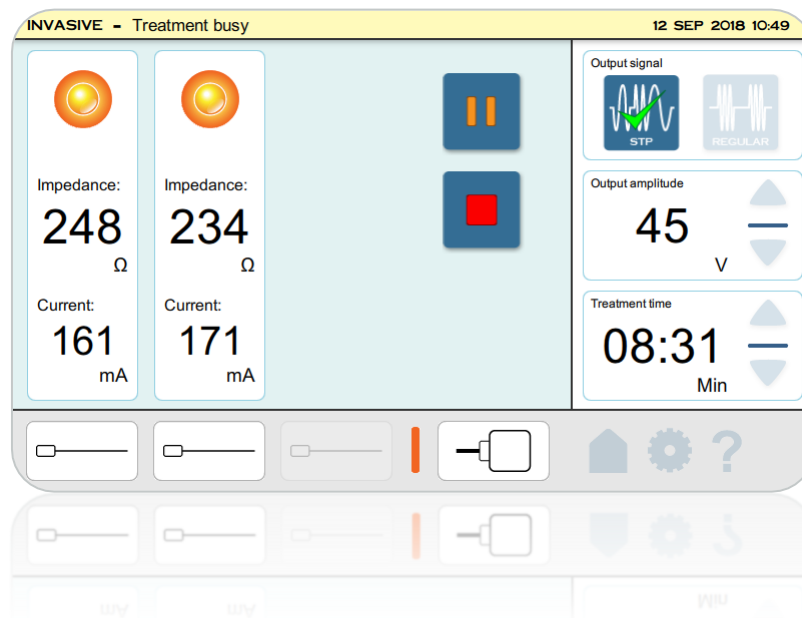 INVASIVE - Treatment busy
12 SEP 2018 10:49
Impedance:
248
Ω
Current:
161
mA
Impedance:
234
Ω
Current:
171
mA
Output signal
STP
REGULAR
Output amplitude
45
V
Treatment time
08:31
Min
?